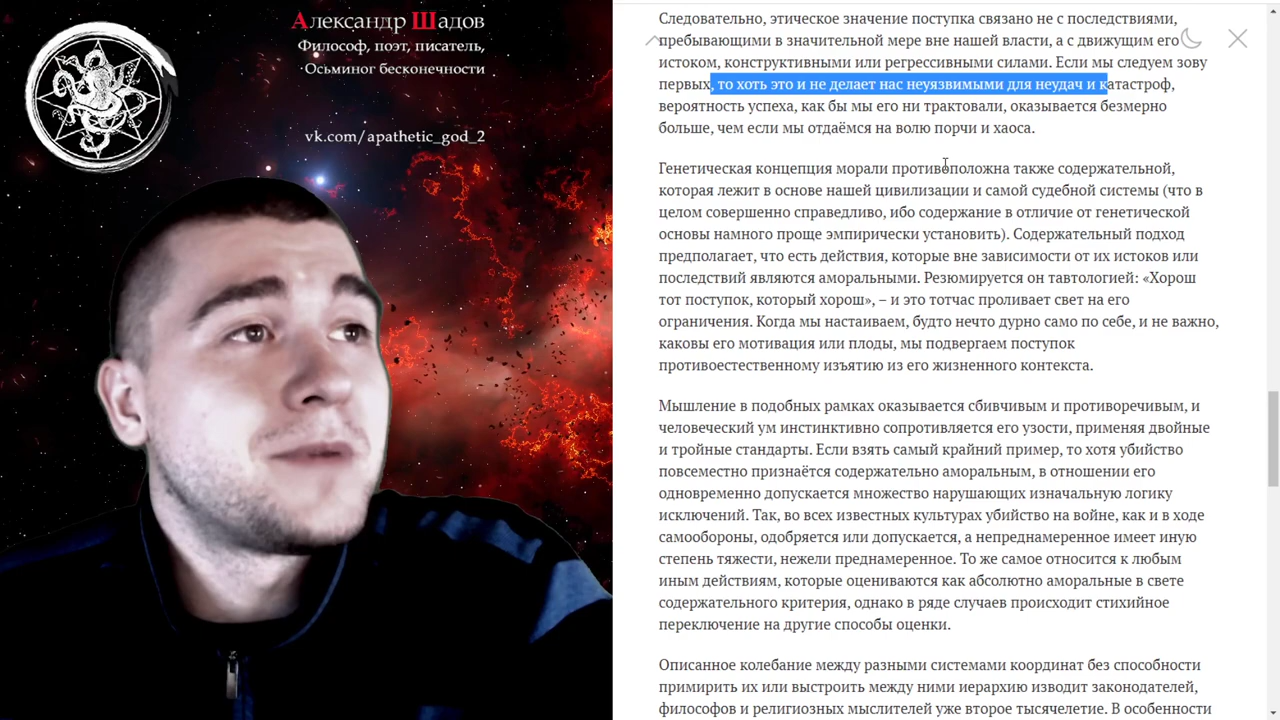 Александр Шадов
Философ, поэт, писатель,
Осьминог бесконечности
vk.com/apathetic_god_2
Следовательно, этическое значение поступка связано не с последствиями,
пребывающими в значительной мере вне нашей власти, а с движущим его
истоком, конструктивными или регрессивными силами. Если мы следуем зову
первых, то хоть это и не делает нас неуязвимыми для неудач и катастроф,
вероятность успеха, как бы мы его ни трактовали, оказывается безмерно
больше, чем если мы отдаёмся на волю порчи и хаоса.
Генетическая концепция морали противоположна также содержательной,
которая лежит в основе нашей цивилизации и самой судебной системы (что в
целом совершенно справедливо, ибо содержание в отличие от генетической
основы намного проще эмпирически установить). Содержательный подход
предполагает, что есть действия, которые вне зависимости от их истоков или
последствий являются аморальными. Резюмируется он тавтологией: «Хорош
тот поступок, который хорош», – и это тотчас проливает свет на его
ограничения. Когда мы настаиваем, будто нечто дурно само по себе, и не важно,
каковы его мотивация или плоды, мы подвергаем поступок
противоестественному изъятию из его жизненного контекста.
Мышление в подобных рамках оказывается сбивчивым и противоречивым, и
человеческий ум инстинктивно сопротивляется его узости, применяя двойные
и тройные стандарты. Если взять самый крайний пример, то хотя убийство
повсеместно признаётся содержательно аморальным, в отношении его
одновременно допускается множество нарушающих изначальную логику
исключений. Так, во всех известных культурах убийство на войне, как и в ходе
самообороны, одобряется или допускается, а непреднамеренное имеет иную
степень тяжести, нежели преднамеренное. То же самое относится к любым
иным действиям, которые оцениваются как абсолютно аморальные в свете
содержательного критерия, однако в ряде случаев происходит стихийное
переключение на другие способы оценки.
Описанное колебание между разными системами координат без способности
примирить их или выстроить между ними иерархию изводит законодателей,
философов и религиозных мыслителей уже второе тысячелетие. В особенности